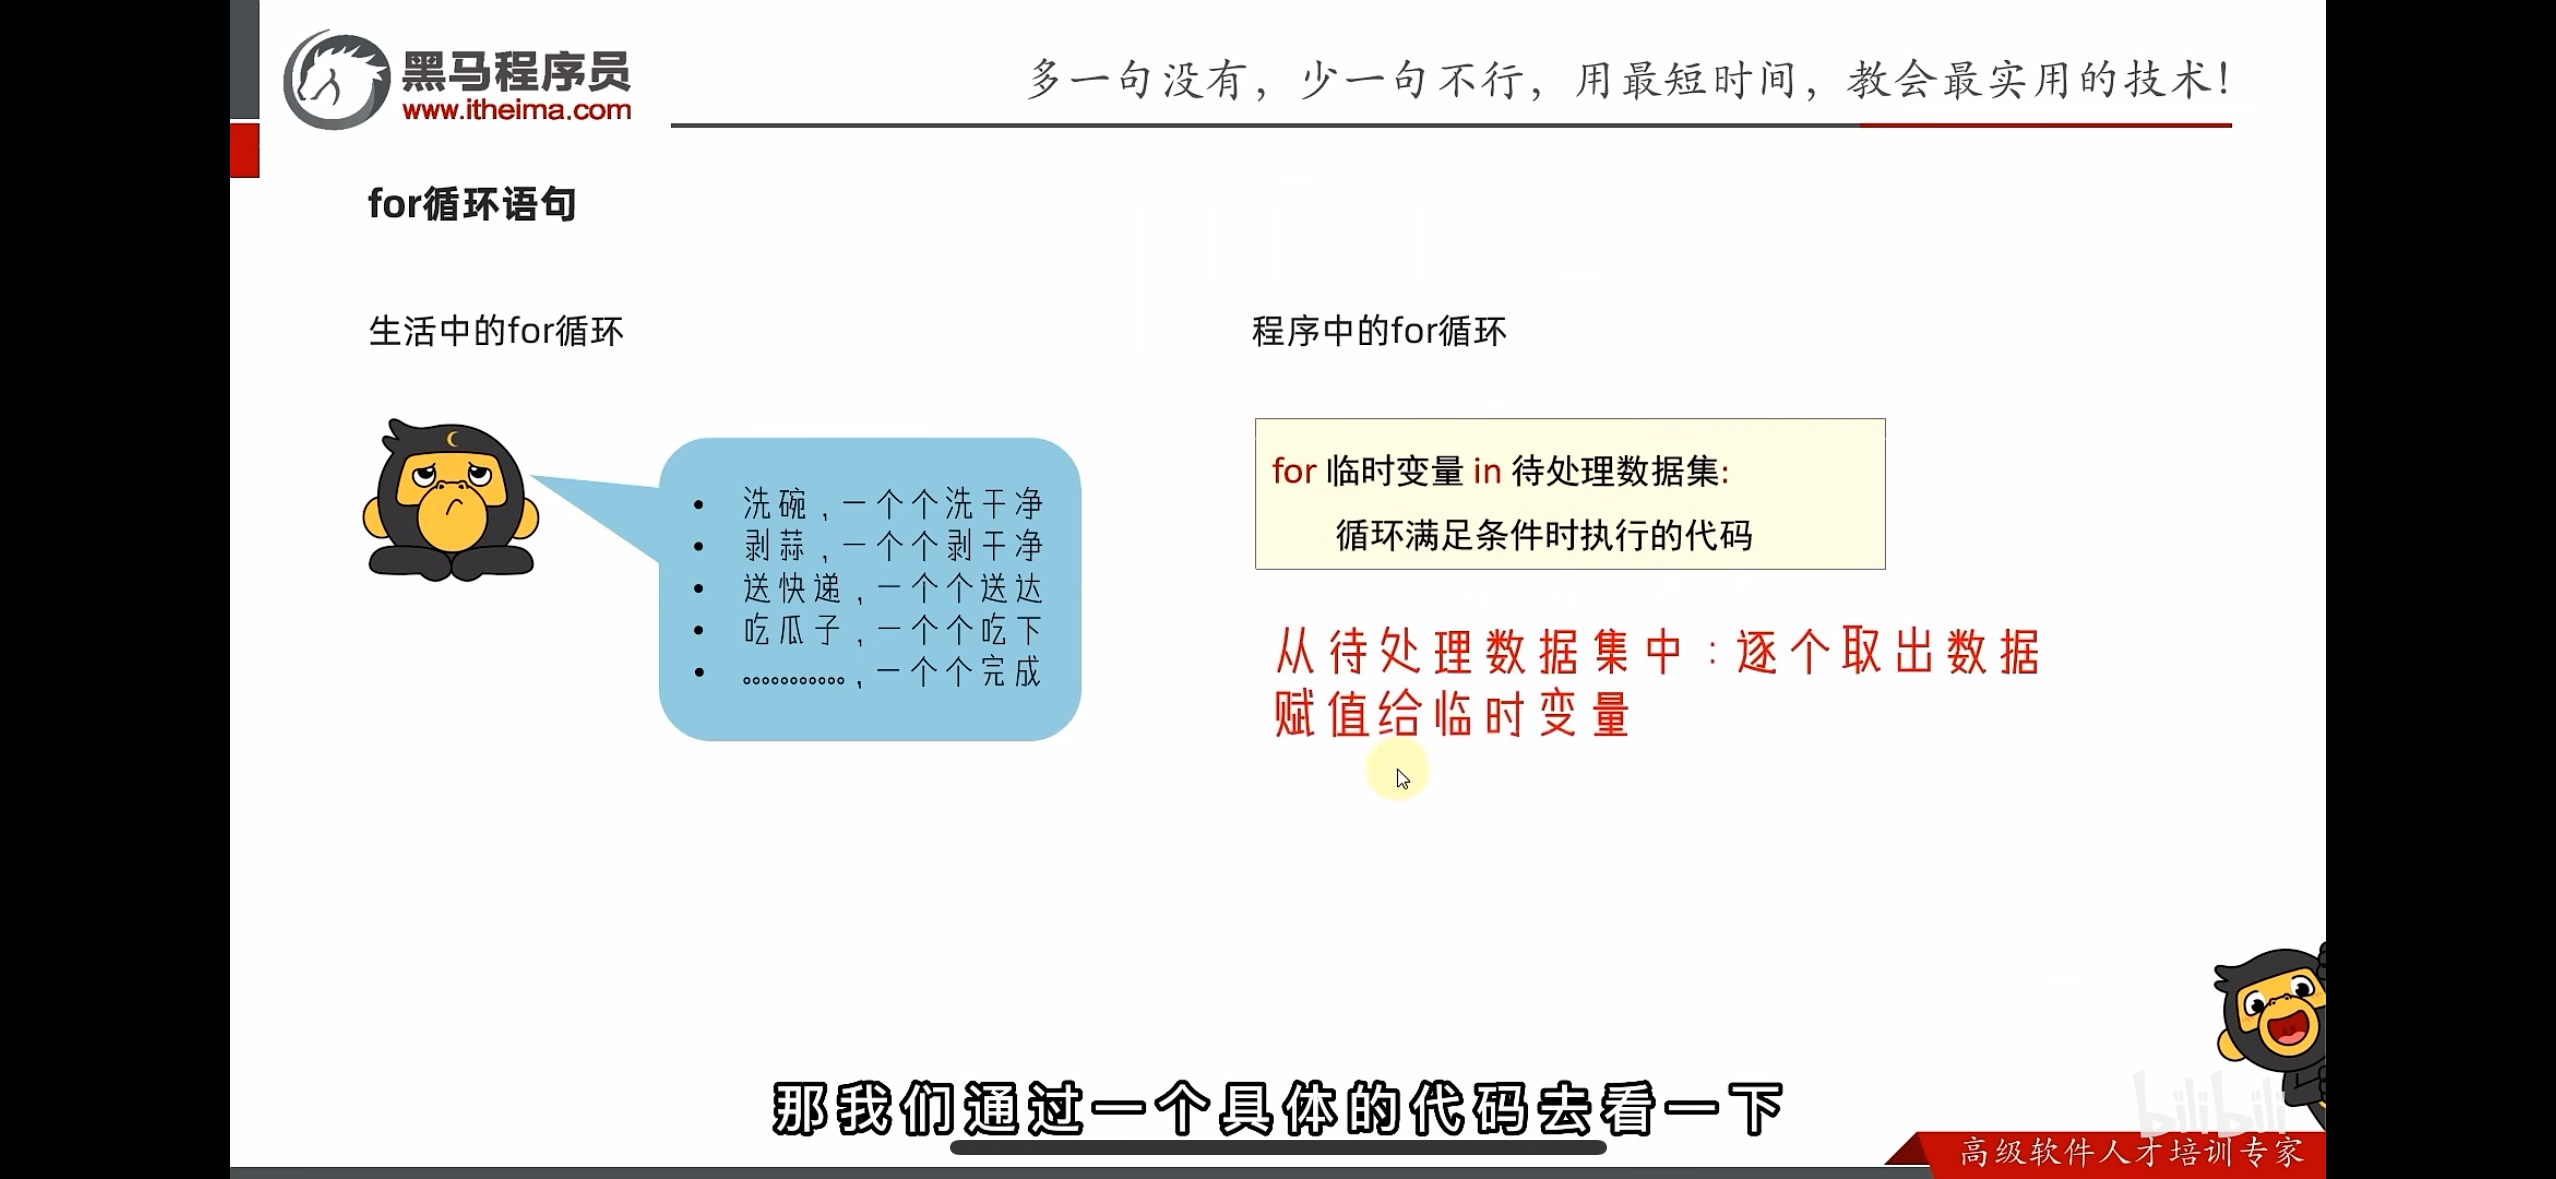 黑马程序员
www.itheima.com
多一句没有，少一句不行，用最短时间，教会最实用的技术！
for循环语句
生活中的for循环
• 洗碗，一个个洗干净
• 剥蒜，一个个剥干净
• 送快递，一个个送达
• 吃瓜子，一个个吃下
• 。。。。。。。。。。。，一个个完成
程序中的for循环
for 临时变量 in 待处理数据集:
循环满足条件时执行的代码
从待处理数据集中：逐个取出数据
赋值给临时变量
那我们通过一个具体的代码去看一下
bilibili
高级软件人才培训专家